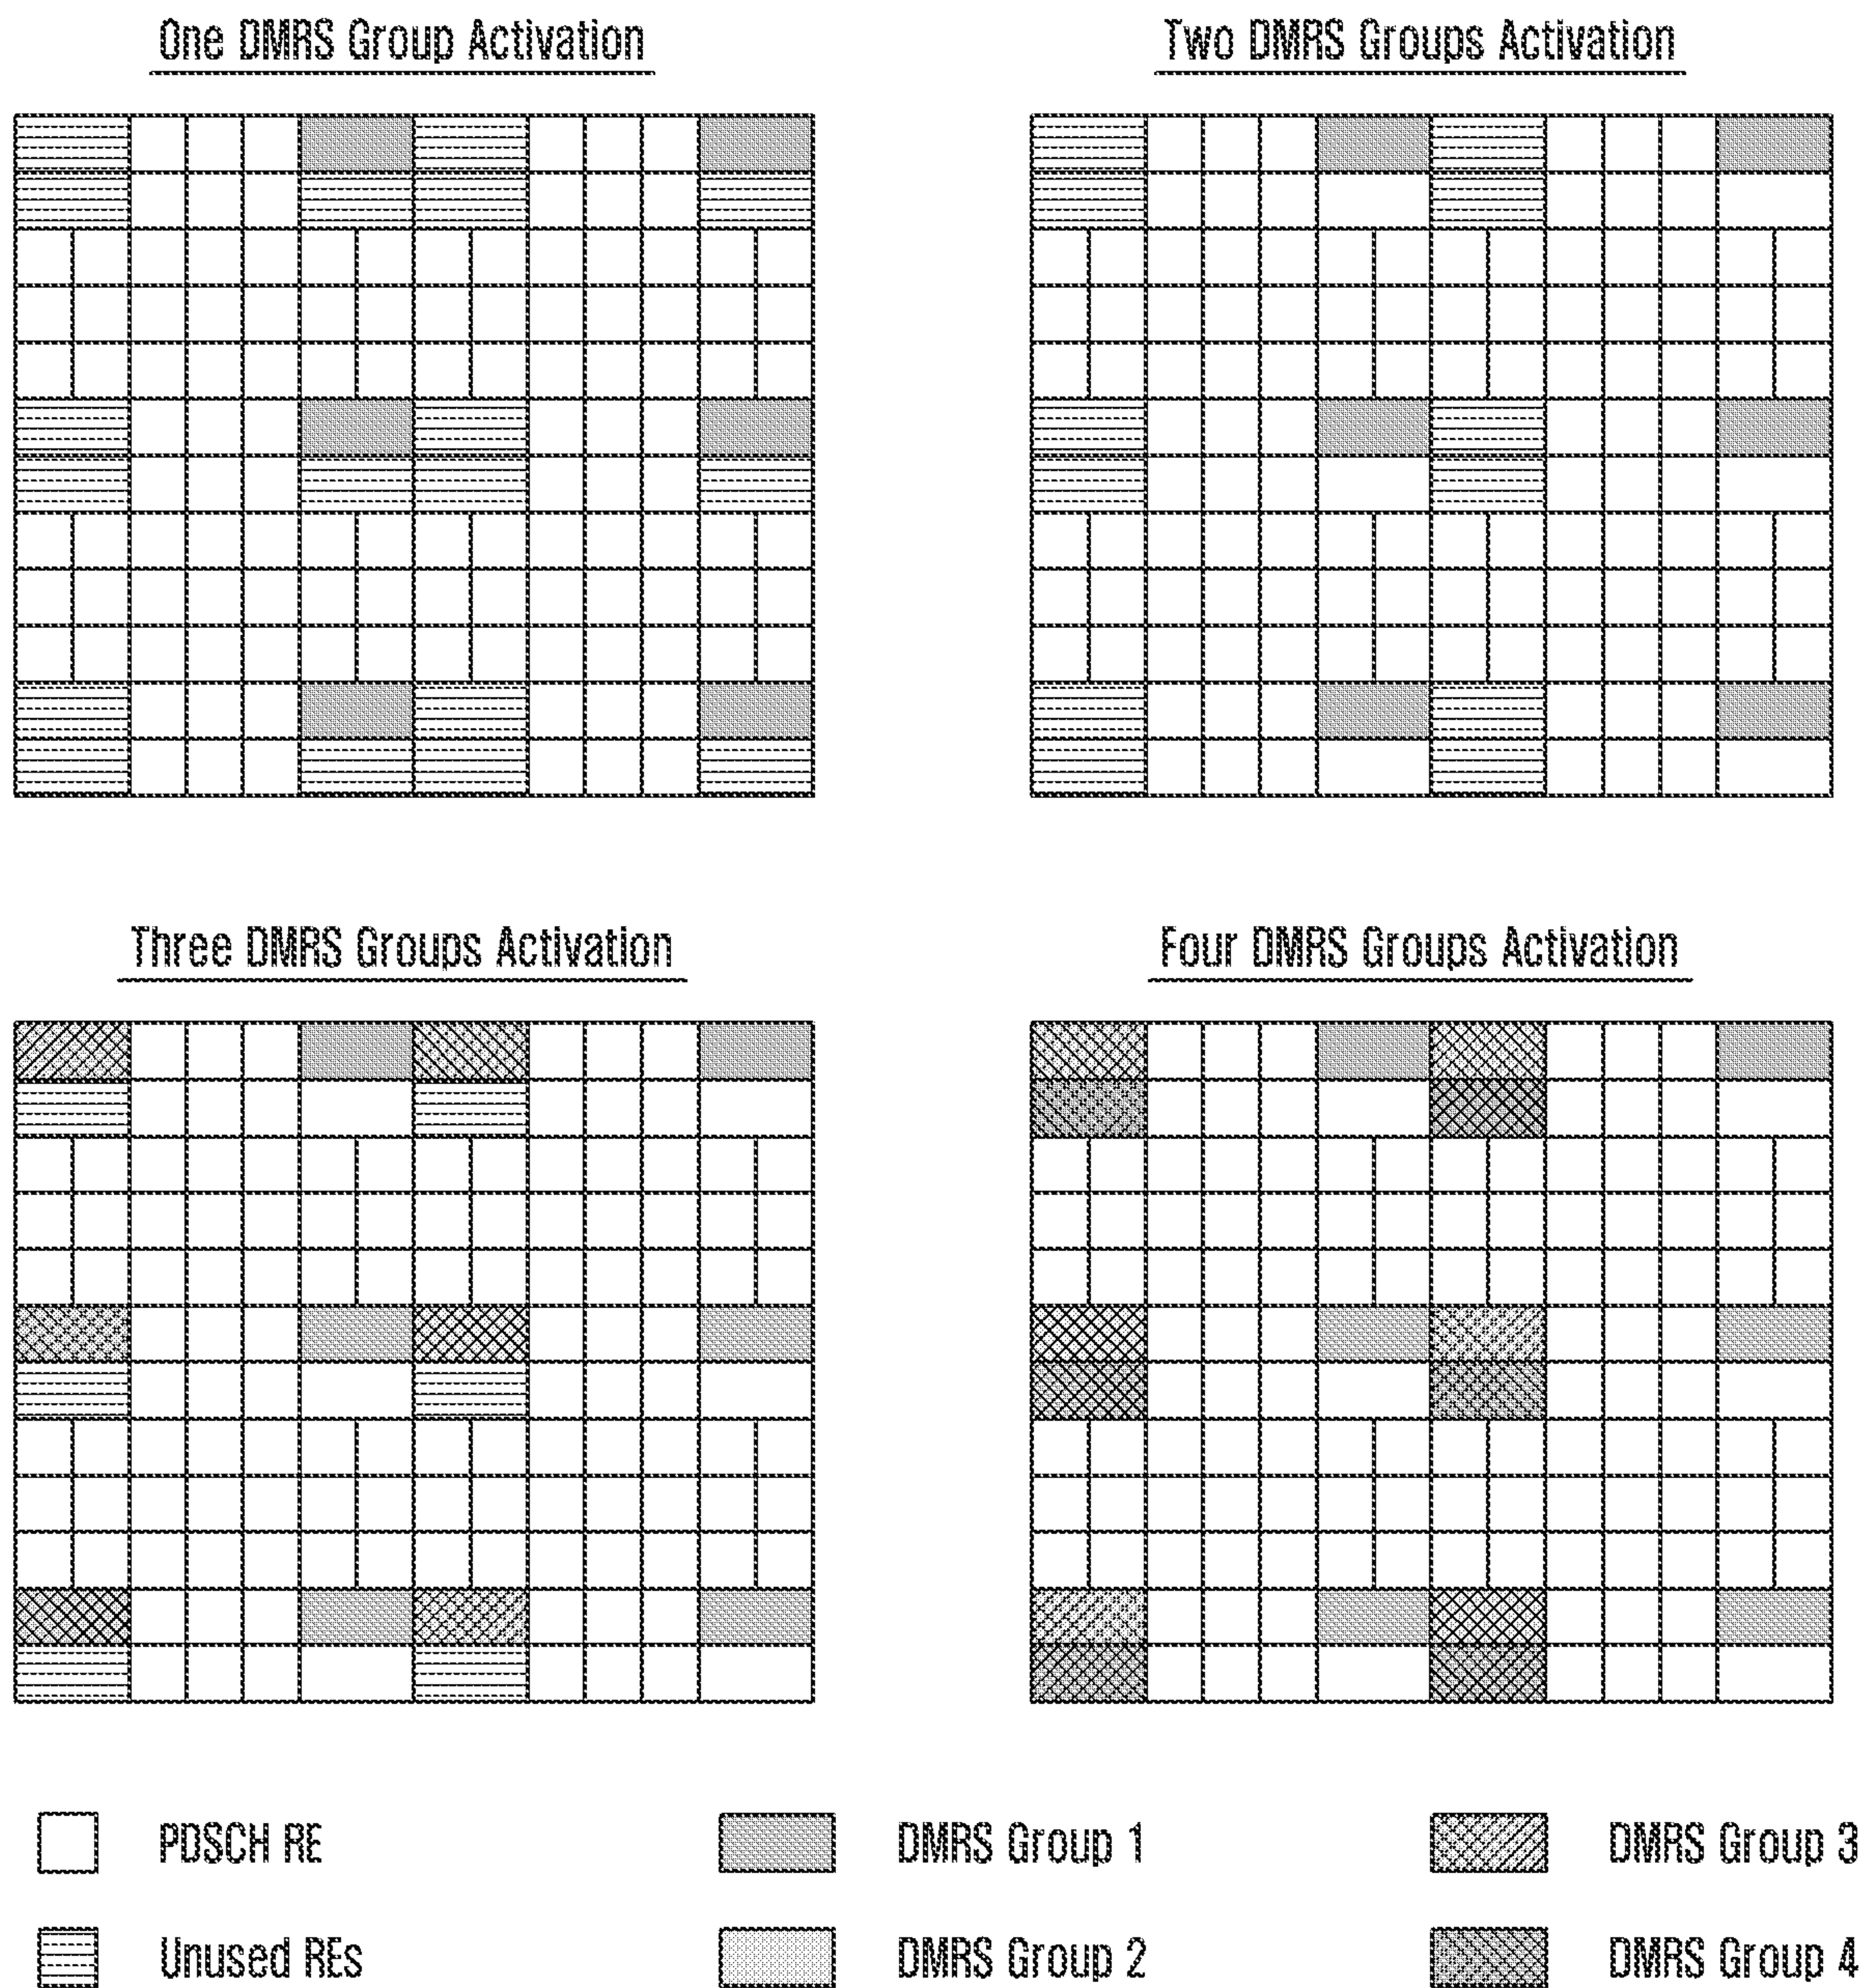 One DMRS Group Activation
Two DMRS Groups Activation
Three DMRS Groups Activation
Four DMRS Groups Activation
PDSCH RE
DMRS Group 1
DMRS Group 3
Unused REs
DMRS Group 2
DMRS Group 4